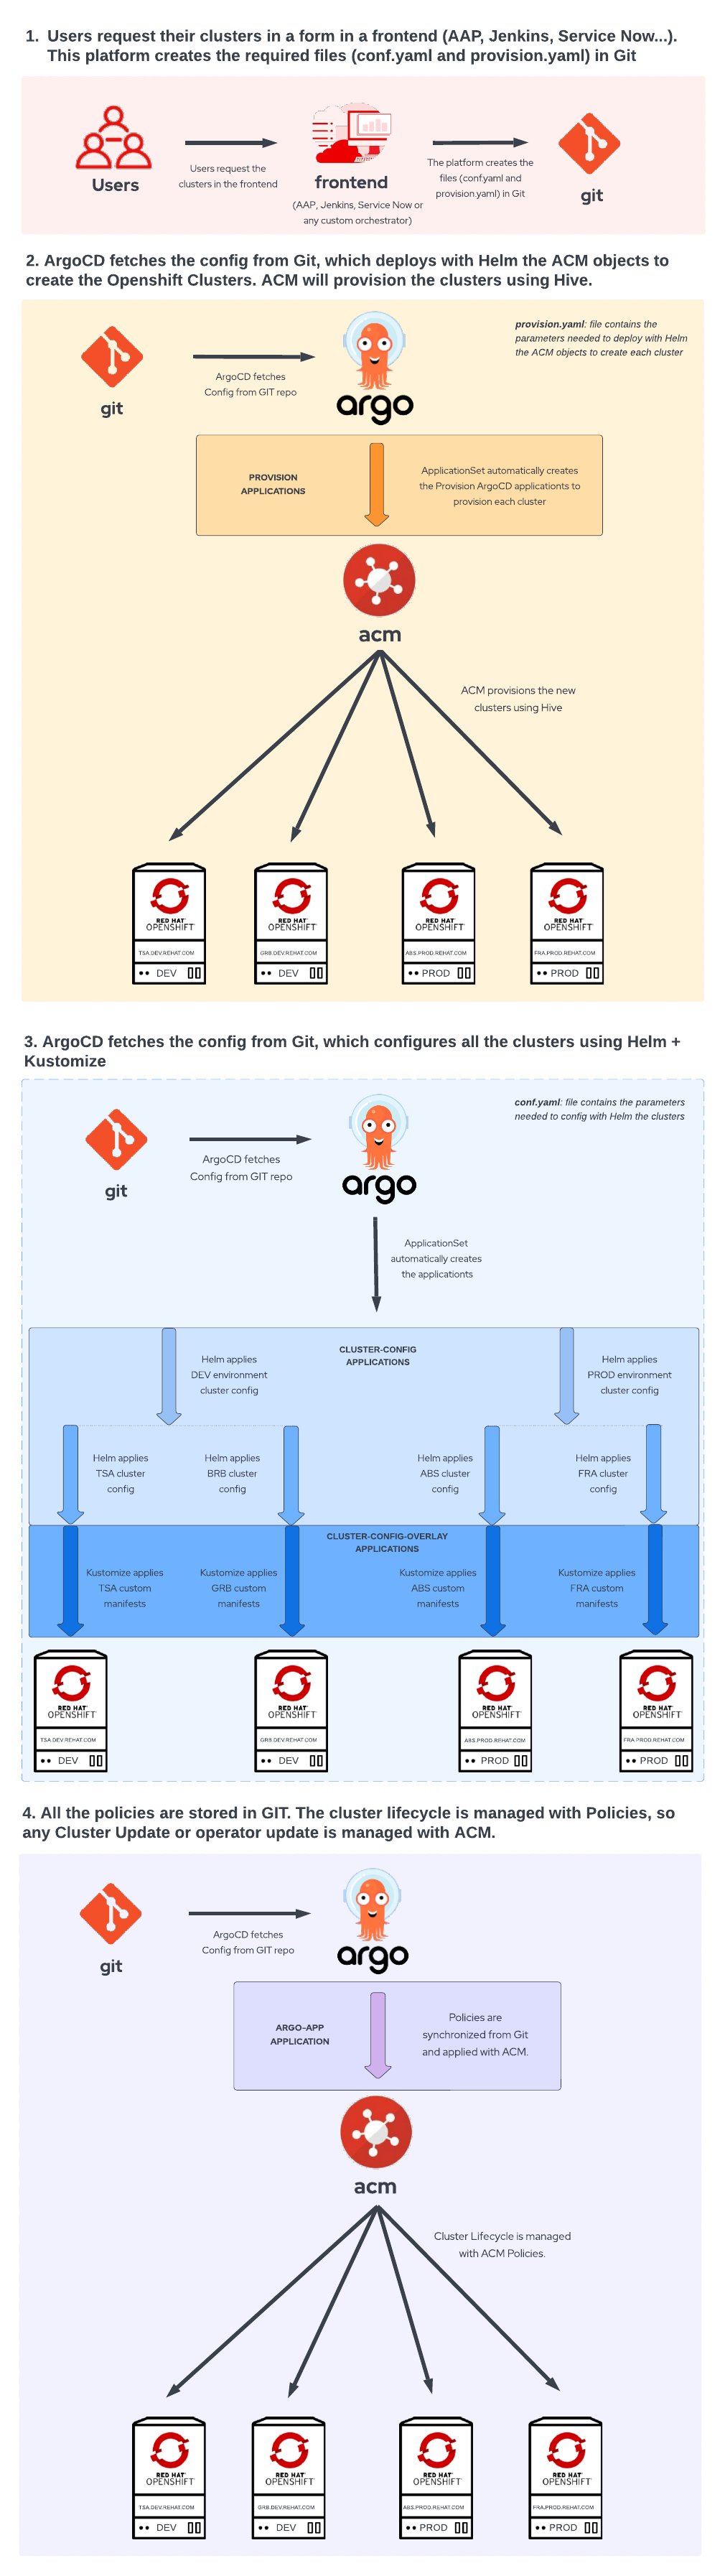 1. Users request their clusters in a form in a frontend (AAP, Jenkins, Service Now...).
This platform creates the required files (conf.yaml and provision.yaml) in Git
Users
Users request the
clusters in the frontend
frontend
(AAP, Jenkins, Service Now or
any custom orchestrator)
The platform creates the
files (conf.yaml and
provision.yaml) in Git
git
2. ArgoCD fetches the config from Git, which deploys with Helm the ACM objects to
create the Openshift Clusters. ACM will provision the clusters using Hive.
git
ArgoCD fetches
Config from GIT repo
argo
provision.yaml: file contains the
parameters needed to deploy with Helm
the ACM objects to create each cluster
PROVISION
APPLICATIONS
ApplicationSet automatically creates
the Provision ArgoCD applicationts to
provision each cluster
acm
ACM provisions the new
clusters using Hive
RED HAT
OPENSHIFT
TSA.DEV.REHAT.COM
DEV
RED HAT
OPENSHIFT
GRB.DEV.REHAT.COM
DEV
RED HAT
OPENSHIFT
ABS.PROD.REHAT.COM
PROD
RED HAT
OPENSHIFT
FRA.PROD.REHAT.COM
PROD
3. ArgoCD fetches the config from Git, which configures all the clusters using Helm +
Kustomize
git
ArgoCD fetches
Config from GIT repo
argo
conf.yaml: file contains the parameters
needed to config with Helm the clusters
ApplicationSet
automatically creates
the applicationts
CLUSTER-CONFIG
APPLICATIONS
Helm applies
DEV environment
cluster config
Helm applies
PROD environment
cluster config
Helm applies
TSA cluster
config
Helm applies
BRB cluster
config
Helm applies
ABS cluster
config
Helm applies
FRA cluster
config
CLUSTER-CONFIG-OVERLAY
APPLICATIONS
Kustomize applies
TSA custom
manifests
Kustomize applies
GRB custom
manifests
Kustomize applies
ABS custom
manifests
Kustomize applies
FRA custom
manifests
RED HAT
OPENSHIFT
TSA.DEV.REHAT.COM
DEV
RED HAT
OPENSHIFT
GRB.DEV.REHAT.COM
DEV
RED HAT
OPENSHIFT
ABS.PROD.REHAT.COM
PROD
RED HAT
OPENSHIFT
FRA.PROD.REHAT.COM
PROD
4. All the policies are stored in GIT. The cluster lifecycle is managed with Policies, so
any Cluster Update or operator update is managed with ACM.
git
ArgoCD fetches
Config from GIT repo
argo
ARGO-APP
APPLICATION
Policies are
synchronized from Git
and applied with ACM.
acm
Cluster Lifecycle is managed
with ACM Policies.
RED HAT
OPENSHIFT
TSA.DEV.REHAT.COM
DEV
RED HAT
OPENSHIFT
GRB.DEV.REHAT.COM
DEV
RED HAT
OPENSHIFT
ABS.PROD.REHAT.COM
PROD
RED HAT
OPENSHIFT
FRA.PROD.REHAT.COM
PROD